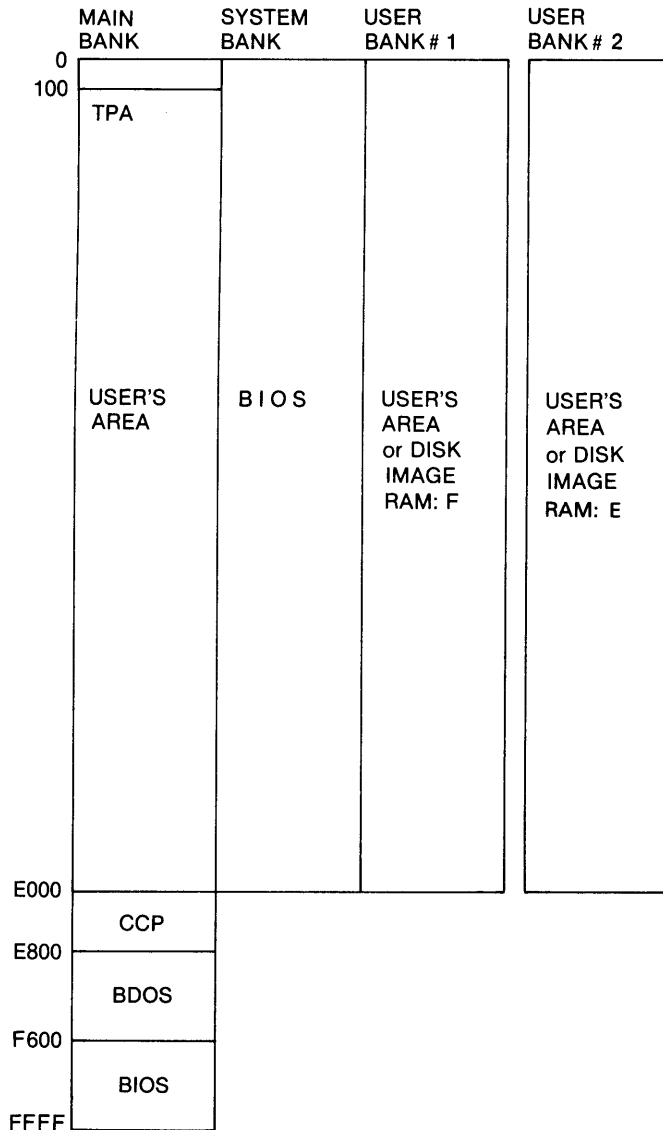 MAIN BANK
SYSTEM BANK
USER BANK# 1
USER BANK# 2
0
100
TPA
USER'S
AREA
B I O S
USER'S
AREA
or DISK
IMAGE
RAM: F
USER'S
AREA
or DISK
IMAGE
RAM: E
E000
CCP
E800
BDOS
F600
BIOS
FFFF